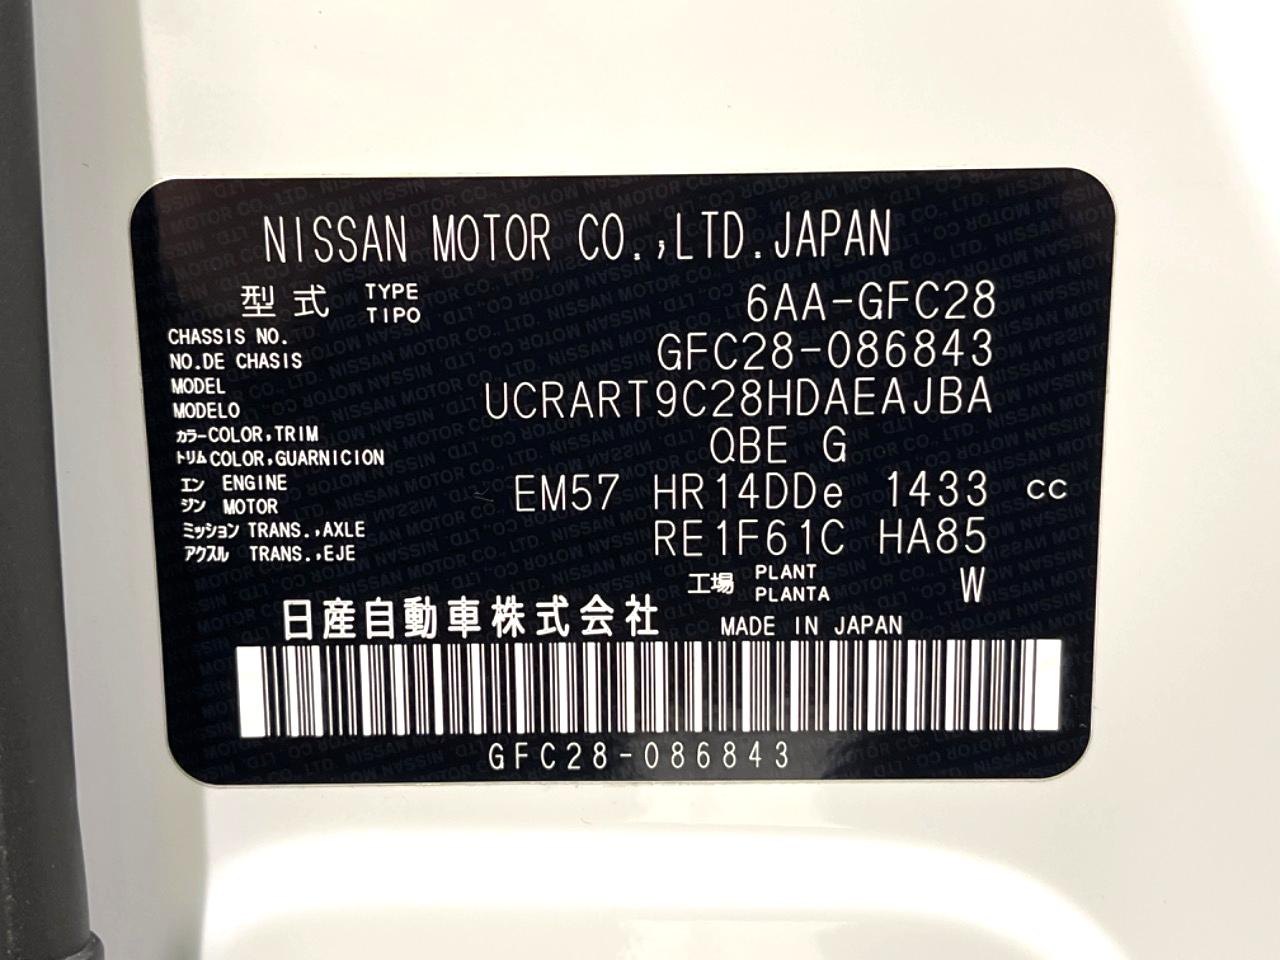 NISSAN MOTOR CO.,LTD.JAPAN
型式 TYPE TIPO 6AA-GFC28
CHASSIS NO.
NO.DE CHASIS GFC28-086843
MODEL
MODELO UCRART9C28HDAEAJBA
カラーCOLOR,TRIM
トリムCOLOR,GUARNICION QBE G
エン ENGINE
ジン MOTOR EM57 HR14DDe 1433 CC
ミッション TRANS.,AXLE
アクスル TRANS.,EJE RE1F61C HA85
工場 PLANT PLANTA W
日産自動車株式会社 MADE IN JAPAN
GFC28-086843